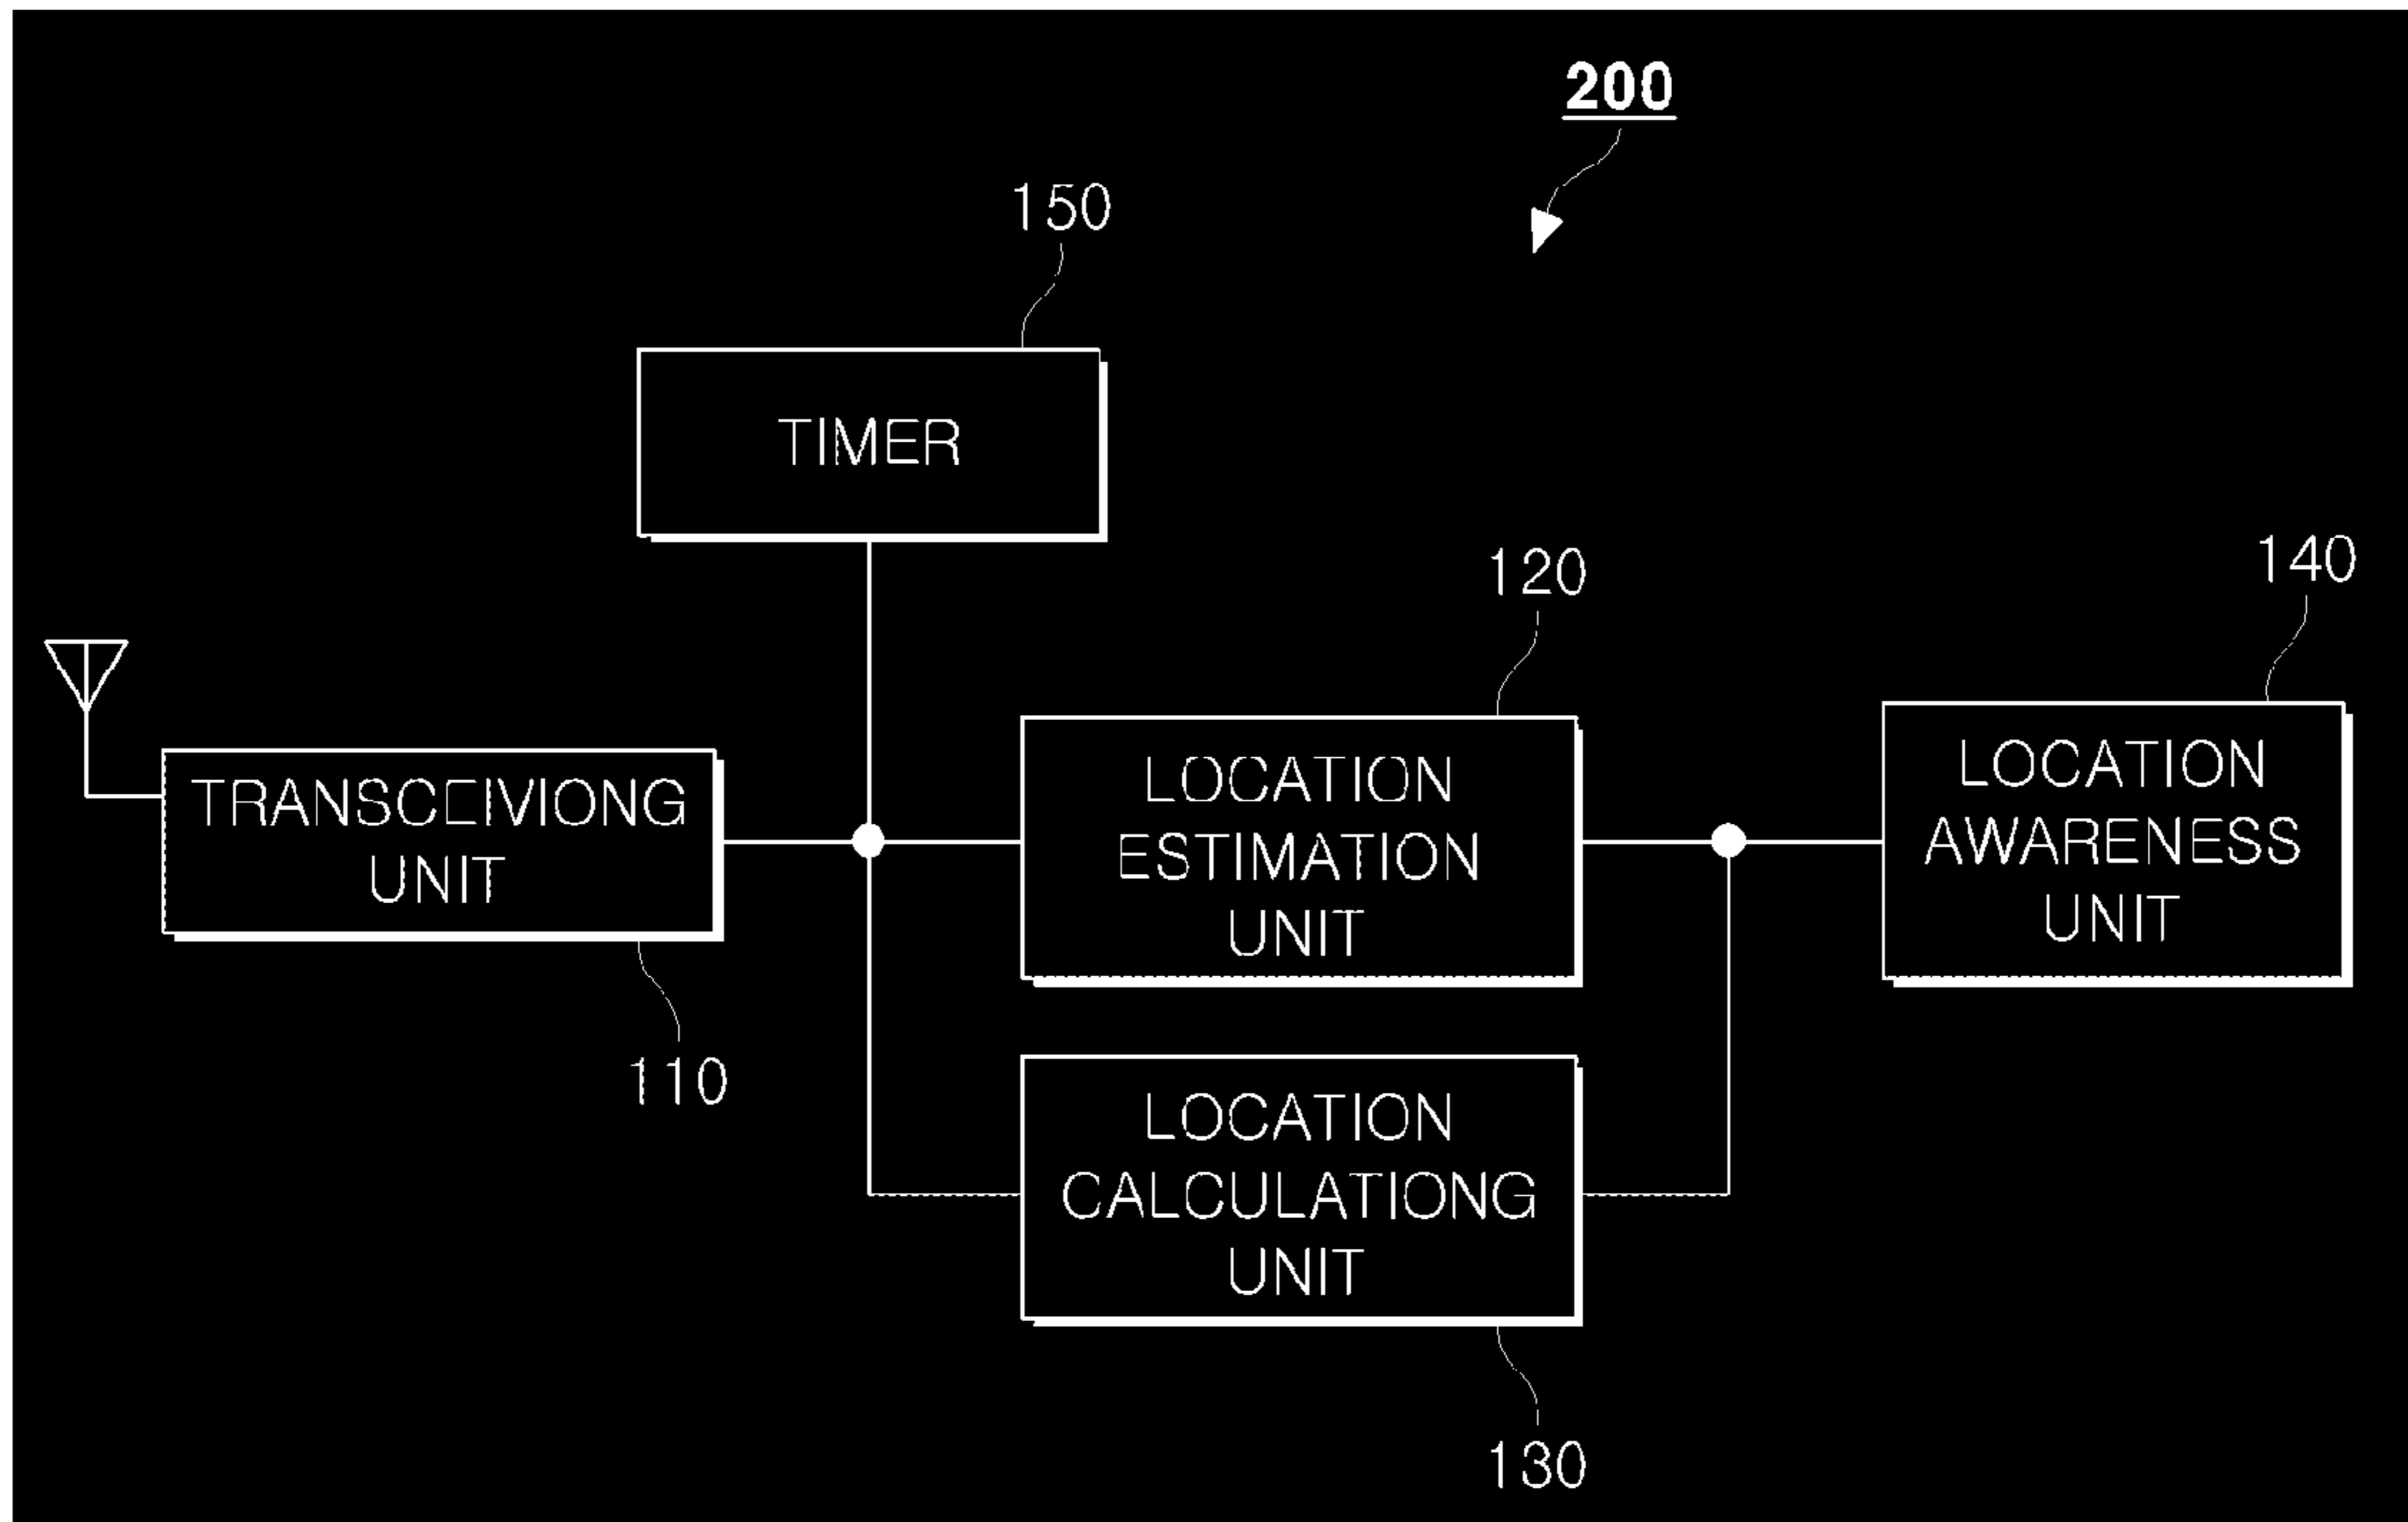 200
150
TIMER
120
140
TRANSCEIVIONG
UNIT
LOCATION
ESTIMATION
UNIT
LOCATION
AWARENESS
UNIT
110
LOCATION
CALCULATIONG
UNIT
130